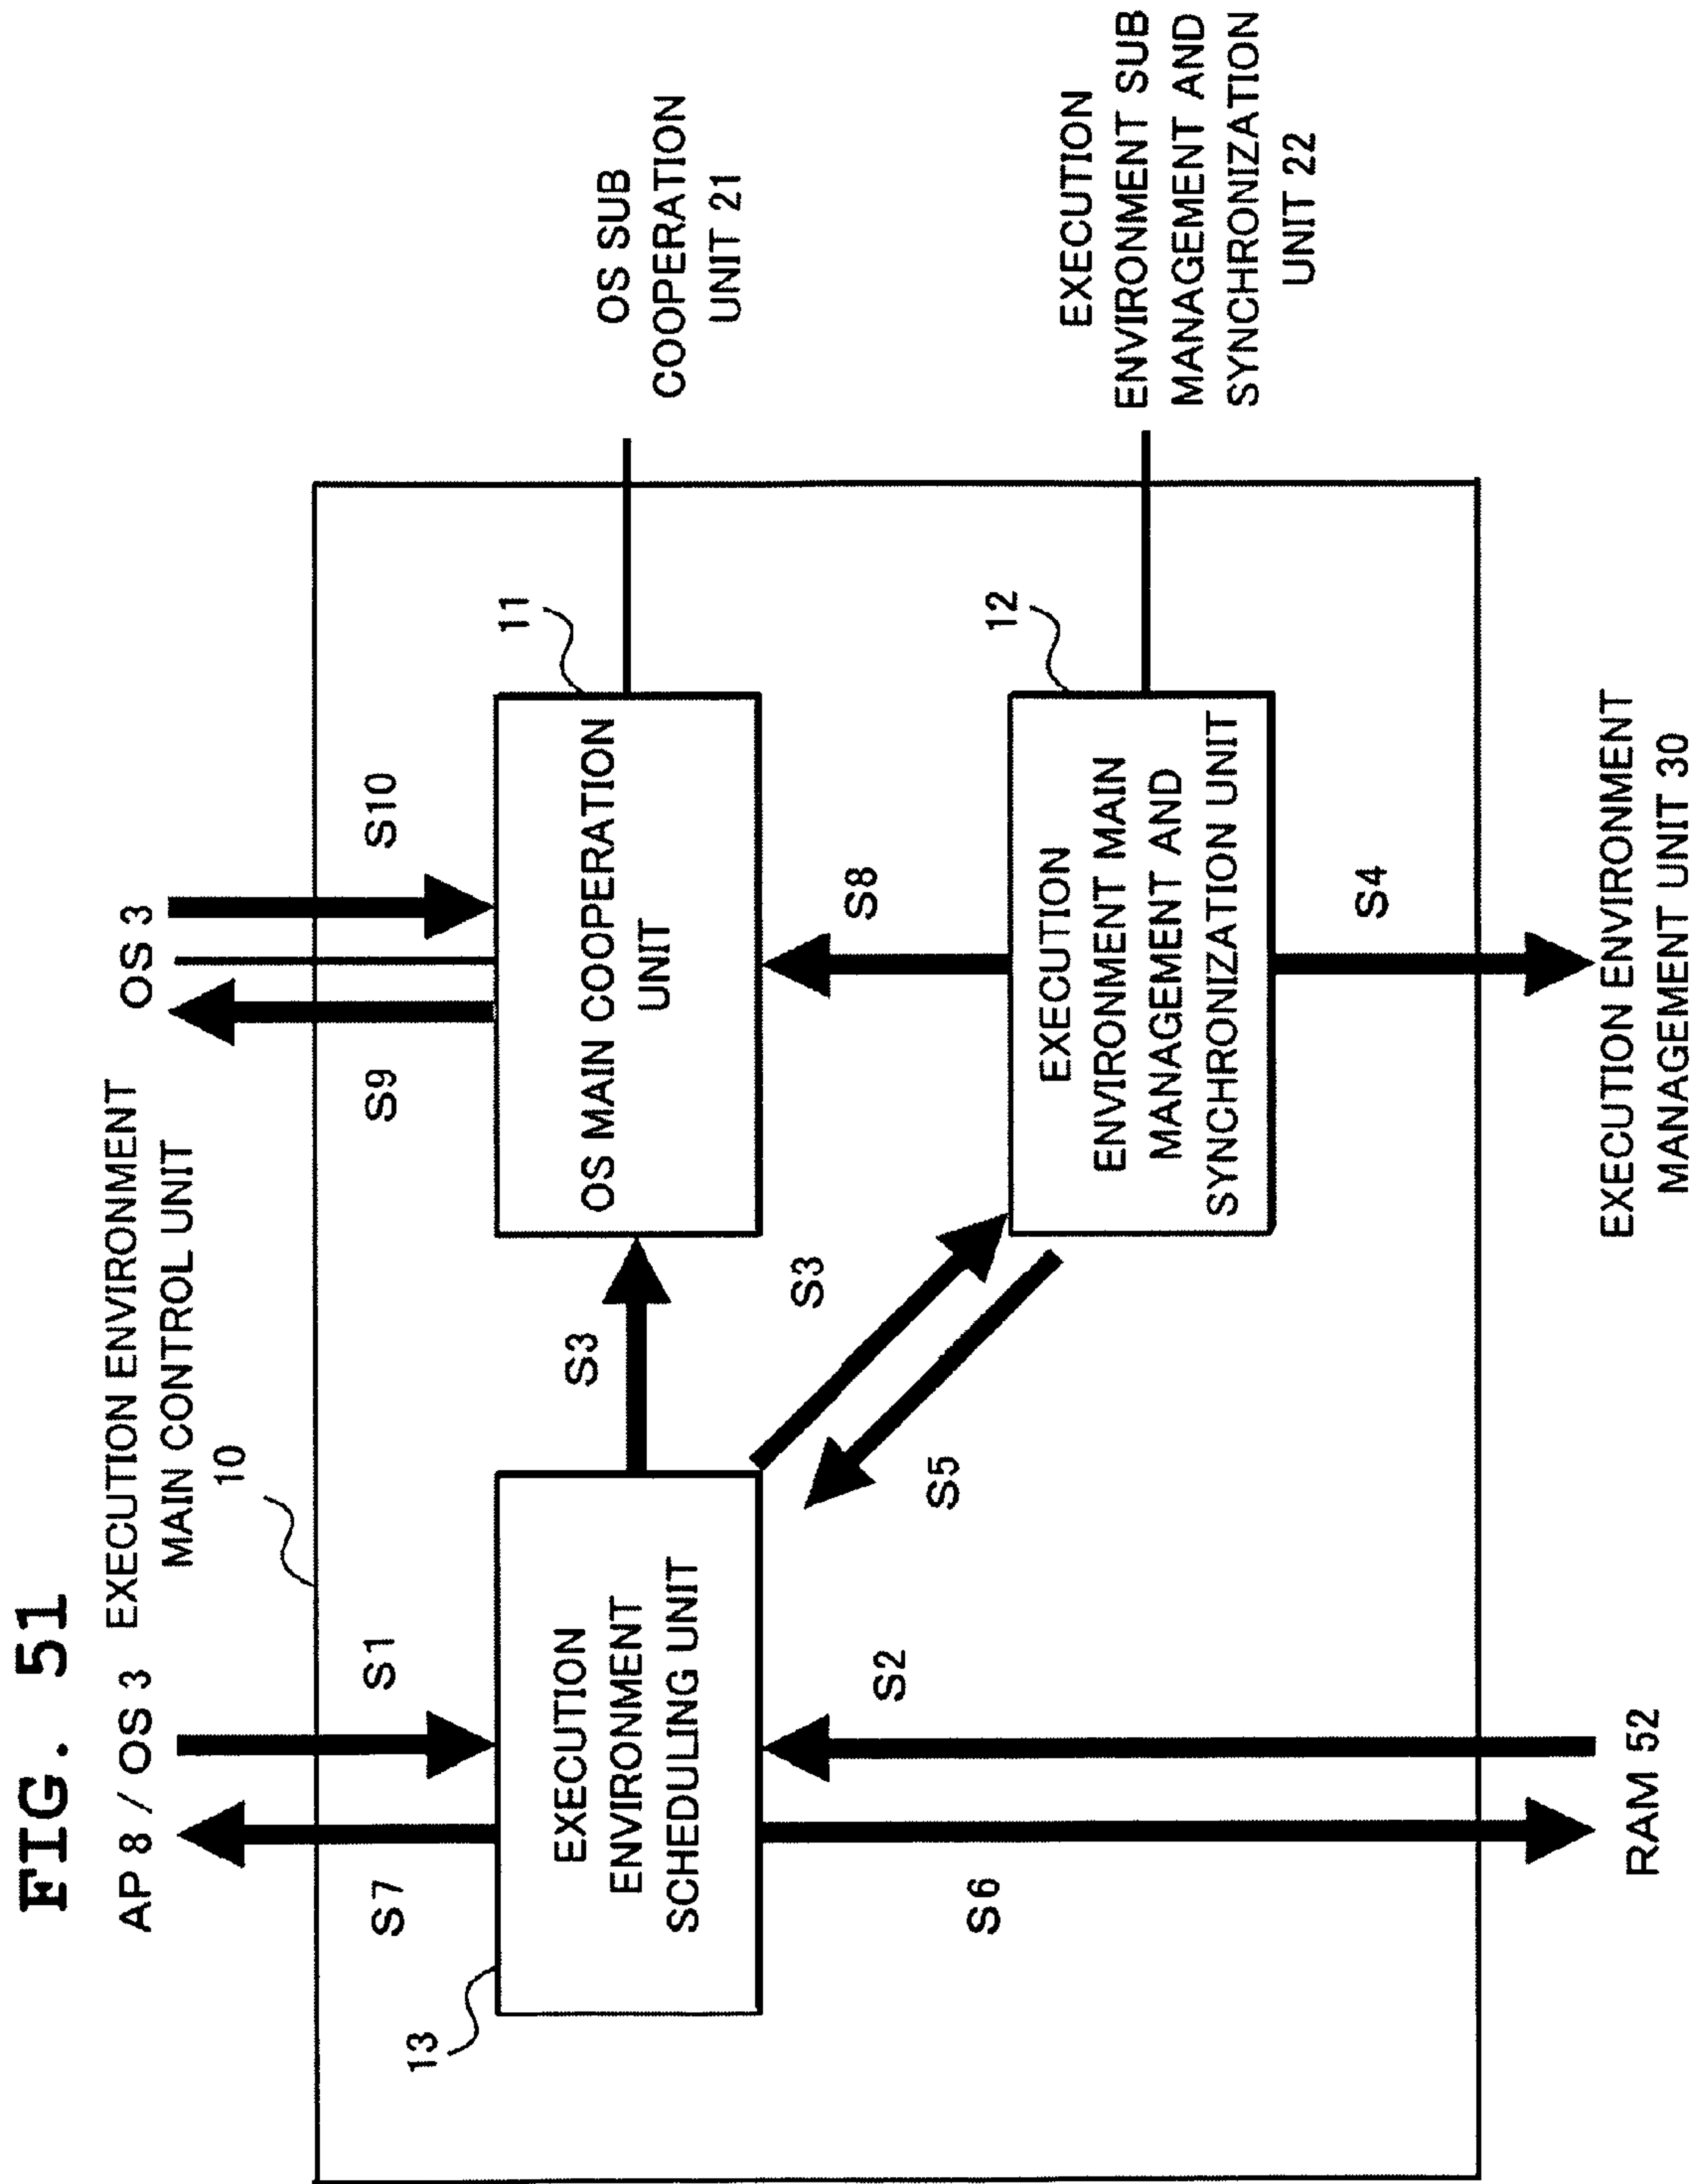 FIG. 51
AP 8 / OS 3
EXECUTION ENVIRONMENT
MAIN CONTROL UNIT
10
OS 3
S7
S1
S9
S10
13
EXECUTION
ENVIRONMENT
SCHEDULING UNIT
S3
11
OS MAIN COOPERATION
UNIT
OS SUB
COOPERATION
UNIT 21
S6
S2
S5
S3
S8
12
EXECUTION
ENVIRONMENT MAIN
MANAGEMENT AND
SYNCHRONIZATION UNIT
EXECUTION
ENVIRONMENT SUB
MANAGEMENT AND
SYNCHRONIZATION
UNIT 22
S4
RAM 52
EXECUTION ENVIRONMENT
MANAGEMENT UNIT 30